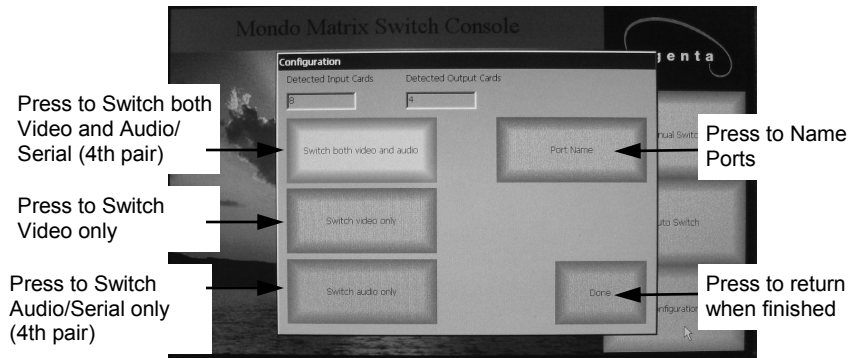 Mondo Matrix Switch Console
genta
Configuration
Detected Input Cards
Detected Output Cards
8
4
Press to Switch both
Video and Audio/
Serial (4th pair)
Switch both video and audio
Port Name
nual Switc
Press to Name
Ports
Press to Switch
Video only
Switch video only
uto Switch
Press to Switch
Audio/Serial only
(4th pair)
Switch audio only
Done
Press to return
when finished
nfiguration